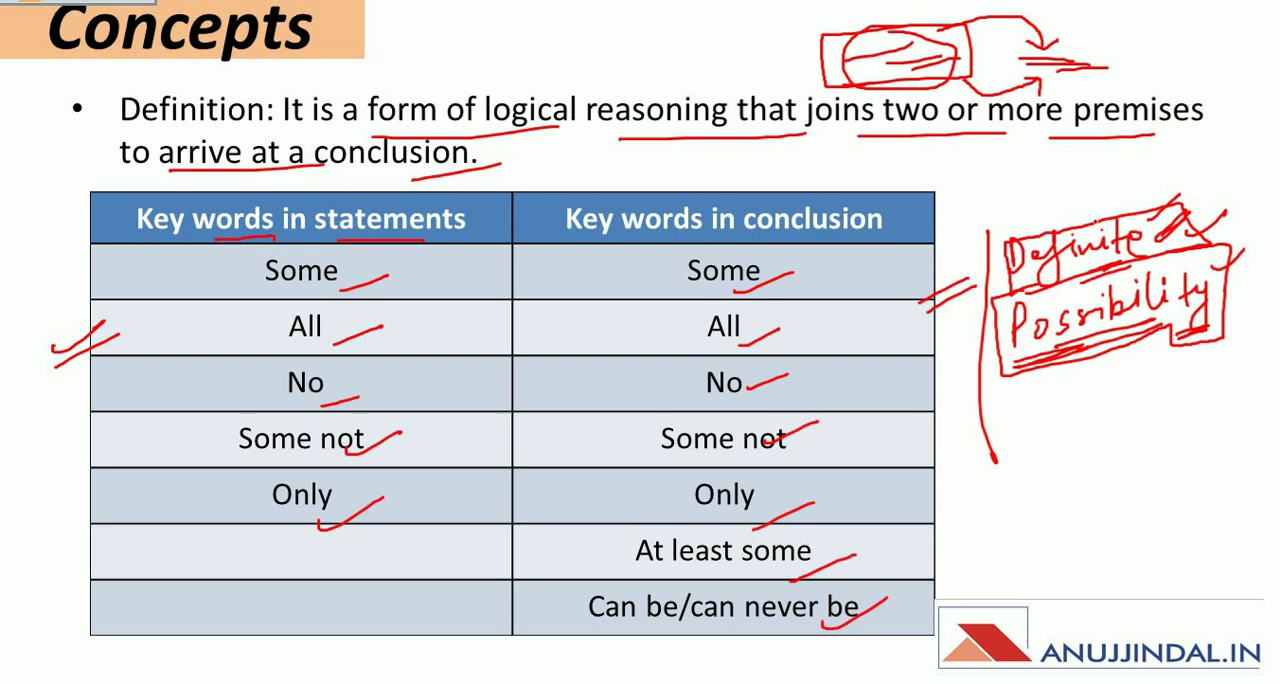 Concepts
• Definition: It is a form of logical reasoning that joins two or more premises
to arrive at a conclusion.
Key words in statements Key words in conclusion
Some Some
All All
No No
Some not Some not
Only Only
At least some
Can be/can never be
Definite
Possibility
ANUJJINDAL.IN